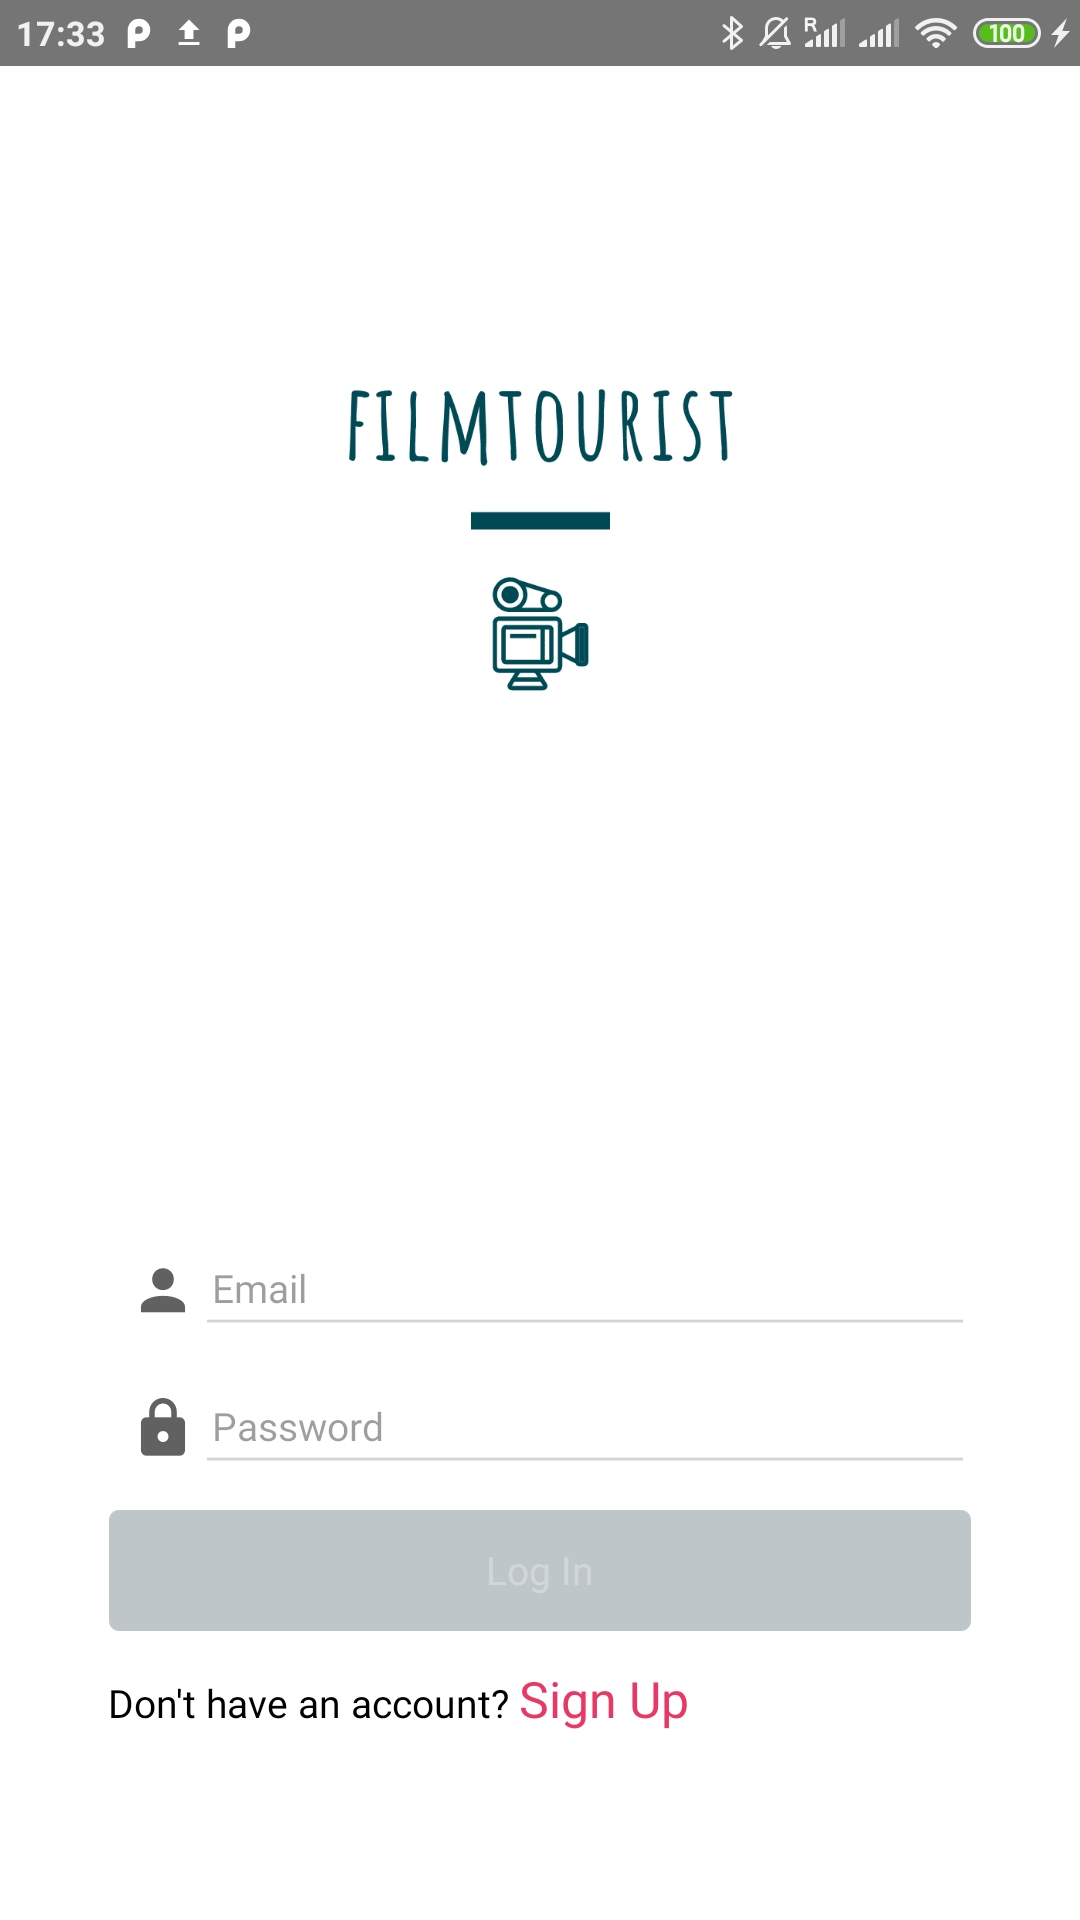 17:33
R
100
FILMTOURIST
Email
Password
Log In
Don't have an account? Sign Up